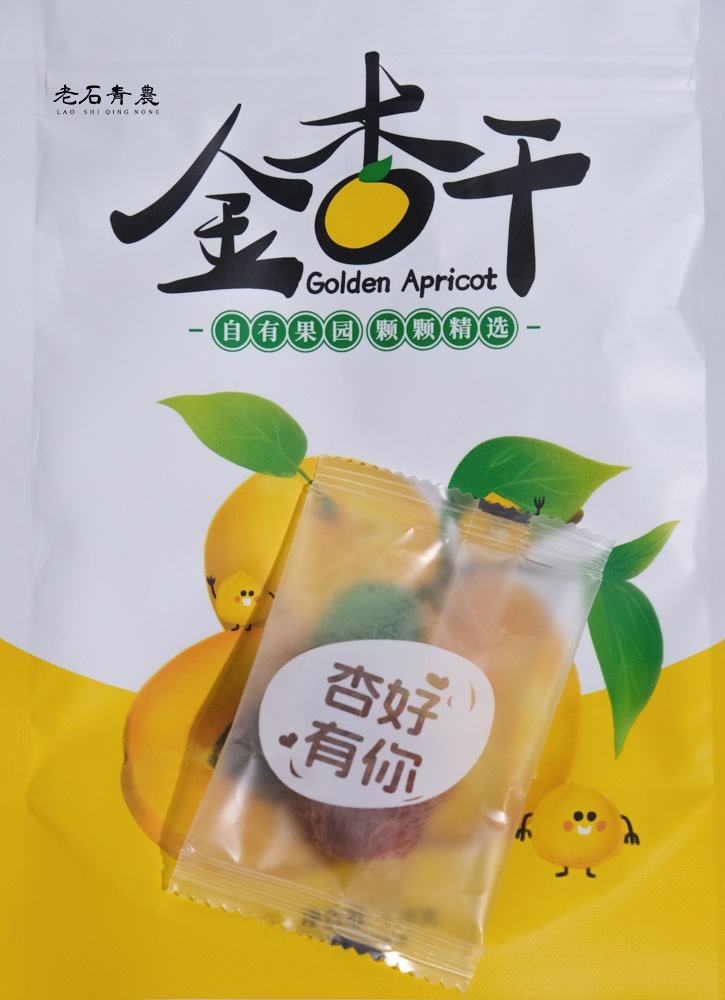 老石青農
LAO SHI QING NONG
金杏干
Golden Apricot
自有果园 颗颗精选
杏好
有你